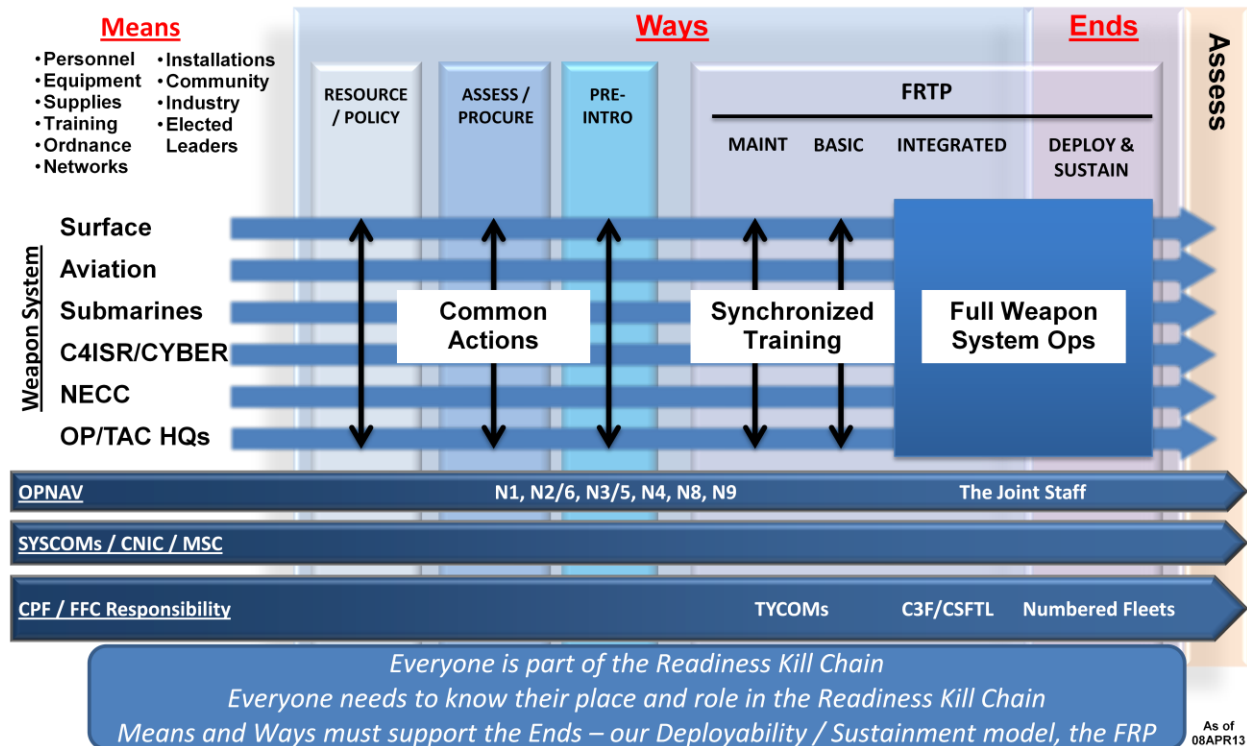 Means
• Personnel
• Equipment
• Supplies
• Training
• Ordnance
• Networks
• Installations
• Community
• Industry
• Elected
Leaders
Ways
Ends
Assess
RESOURCE
/ POLICY
ASSESS /
PROCURE
PRE-
INTRO
FRTP
MAINT
BASIC
INTEGRATED
DEPLOY &
SUSTAIN
Weapon System
Surface
Aviation
Submarines
C4ISR/CYBER
NECC
OP/TAC HQs
Common
Actions
Synchronized
Training
Full Weapon
System Ops
OPNAV
N1, N2/6, N3/5, N4, N8, N9
The Joint Staff
SYSCOMs / CNIC / MSC
CPF / FFC Responsibility
TYCOMs
C3F/CSFTL
Numbered Fleets
Everyone is part of the Readiness Kill Chain
Everyone needs to know their place and role in the Readiness Kill Chain
Means and Ways must support the Ends – our Deployability / Sustainment model, the FRP
As of
08APR13